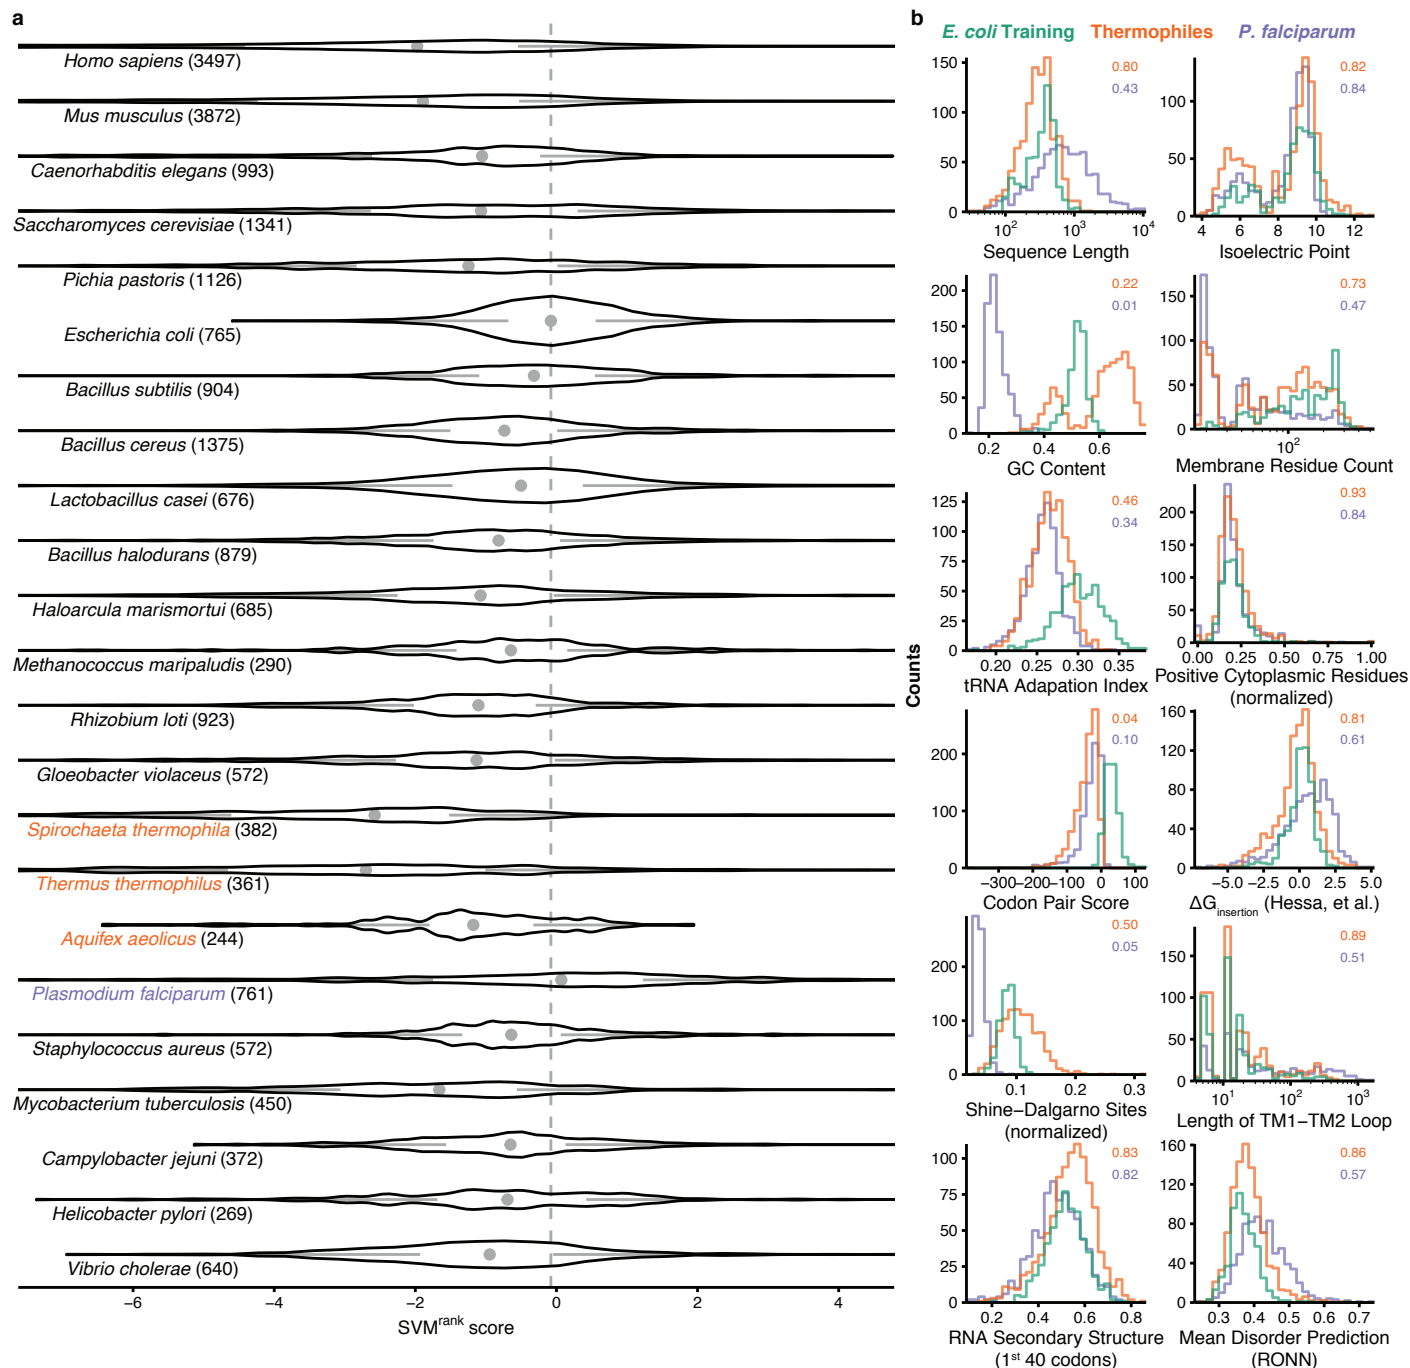 a
Homo sapiens (3497)
Mus musculus (3872)
Caenorhabditis elegans (993)
Saccharomyces cerevisiae (1341)
Pichia pastoris (1126)
Escherichia coli (765)
Bacillus subtilis (904)
Bacillus cereus (1375)
Lactobacillus casei (676)
Bacillus halodurans (879)
Haloarcula marismortui (685)
Methanococcus maripaludis (290)
Rhizobium loti (923)
Gloeobacter violaceus (572)
Spirochaeta thermophila (382)
Thermus thermophilus (361)
Aquifex aeolicus (244)
Plasmodium falciparum (761)
Staphylococcus aureus (572)
Mycobacterium tuberculosis (450)
Campylobacter jejuni (372)
Helicobacter pylori (269)
Vibrio cholerae (640)
−6 −4 −2 0 2 4
SVMrank score
b
E. coli Training Thermophiles P. falciparum
Counts
150
100
50
0
0.80
0.43
10² 10³ 10⁴
Sequence Length
100
50
0
0.82
0.84
4 6 8 10 12
Isoelectric Point
200
150
100
50
0
0.22
0.01
0.2 0.4 0.6
GC Content
150
100
50
0
0.73
0.47
10²
Membrane Residue Count
125
100
75
50
25
0
0.46
0.34
0.20 0.25 0.30 0.35
tRNA Adapation Index
200
150
100
50
0
0.93
0.84
0.00 0.25 0.50 0.75 1.00
Positive Cytoplasmic Residues
(normalized)
200
100
0
0.04
0.10
−300−200−100 0 100
Codon Pair Score
160
120
80
40
0
0.81
0.61
−5.0 −2.5 0.0 2.5 5.0
ΔGinsertion (Hessa, et al.)
200
100
0
0.50
0.05
0.1 0.2 0.3
Shine−Dalgarno Sites
(normalized)
150
100
50
0
0.89
0.51
10¹ 10² 10³
Length of TM1−TM2 Loop
100
75
50
25
0
0.83
0.82
0.2 0.4 0.6 0.8
RNA Secondary Structure
(1st 40 codons)
160
120
80
40
0
0.86
0.57
0.3 0.4 0.5 0.6 0.7
Mean Disorder Prediction
(RONN)